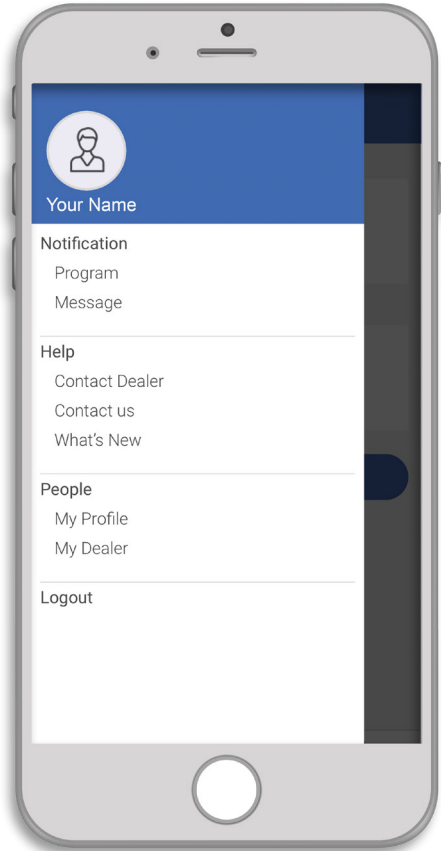 Your Name
Notification
Program
Message
Help
Contact Dealer
Contact us
What's New
People
My Profile
My Dealer
Logout